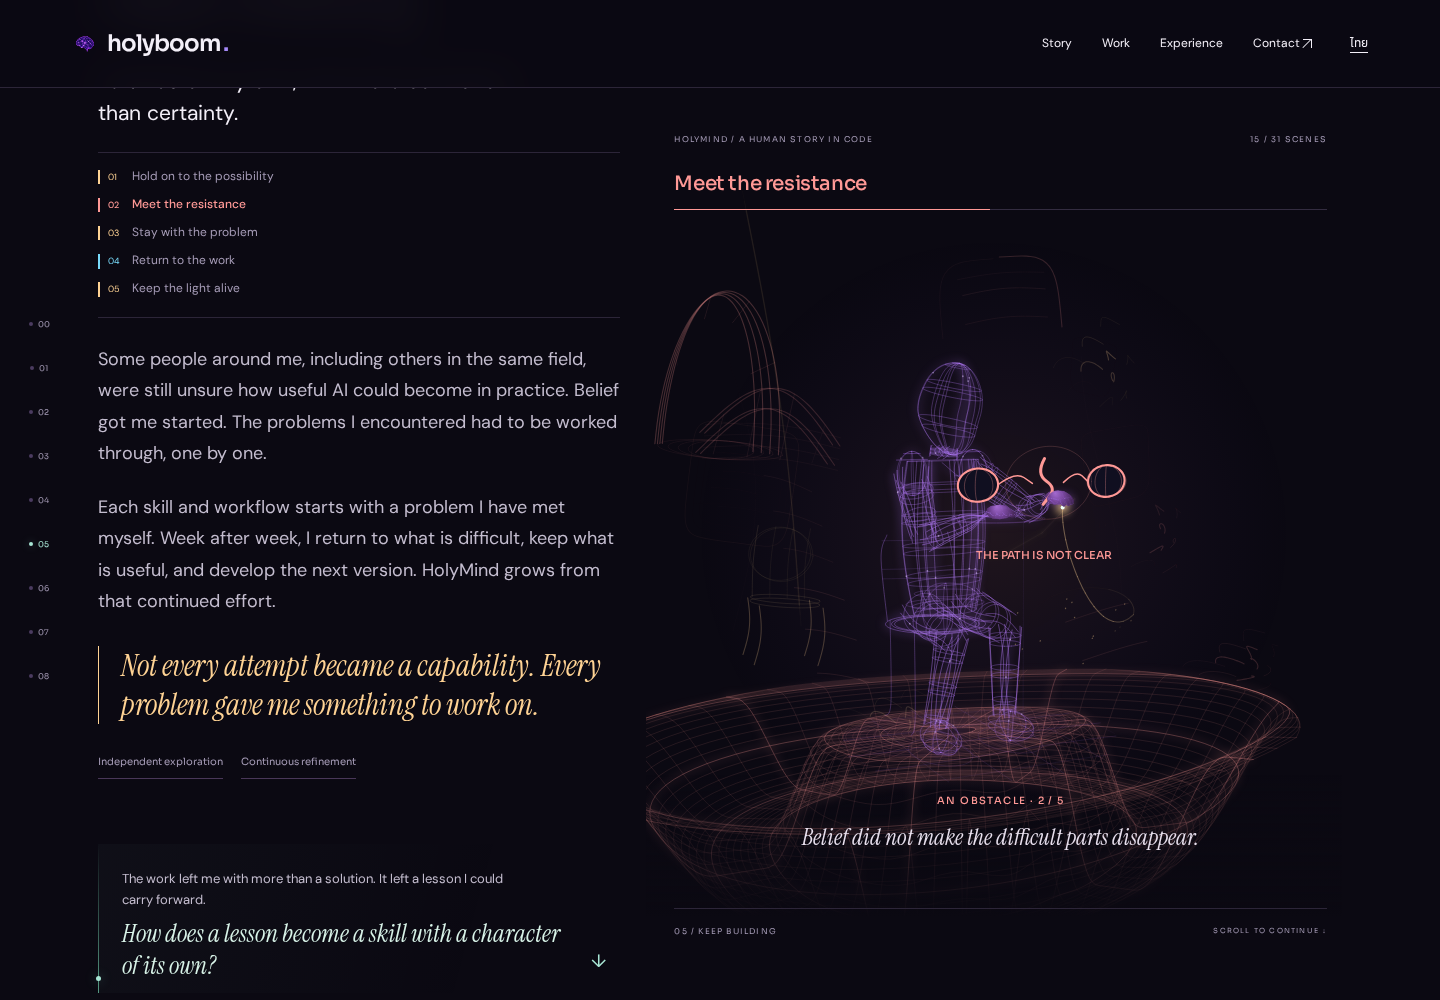 holyboom.
Story
Work
Experience
Contact
ไทย
than certainty.
01 Hold on to the possibility
02 Meet the resistance
03 Stay with the problem
04 Return to the work
05 Keep the light alive
00
01
02
03
04
05
06
07
08
Some people around me, including others in the same field,
were still unsure how useful AI could become in practice. Belief
got me started. The problems I encountered had to be worked
through, one by one.
Each skill and workflow starts with a problem I have met
myself. Week after week, I return to what is difficult, keep what
is useful, and develop the next version. HolyMind grows from
that continued effort.
Not every attempt became a capability. Every
problem gave me something to work on.
Independent exploration
Continuous refinement
The work left me with more than a solution. It left a lesson I could
carry forward.
How does a lesson become a skill with a character
of its own?
HOLYMIND / A HUMAN STORY IN CODE
15 / 31 SCENES
Meet the resistance
THE PATH IS NOT CLEAR
AN OBSTACLE · 2 / 5
Belief did not make the difficult parts disappear.
05 / KEEP BUILDING
SCROLL TO CONTINUE ↓